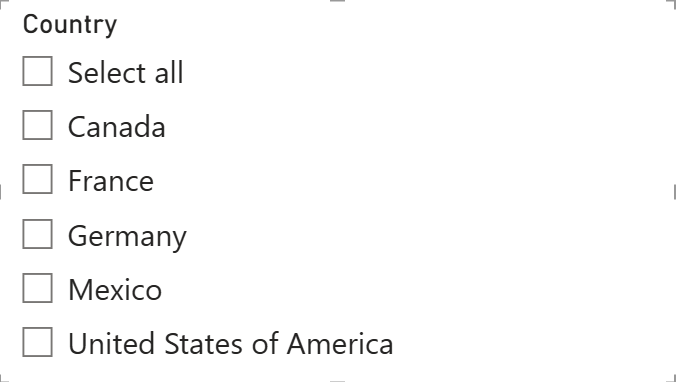 Country
Select all
Canada
France
Germany
Mexico
United States of America